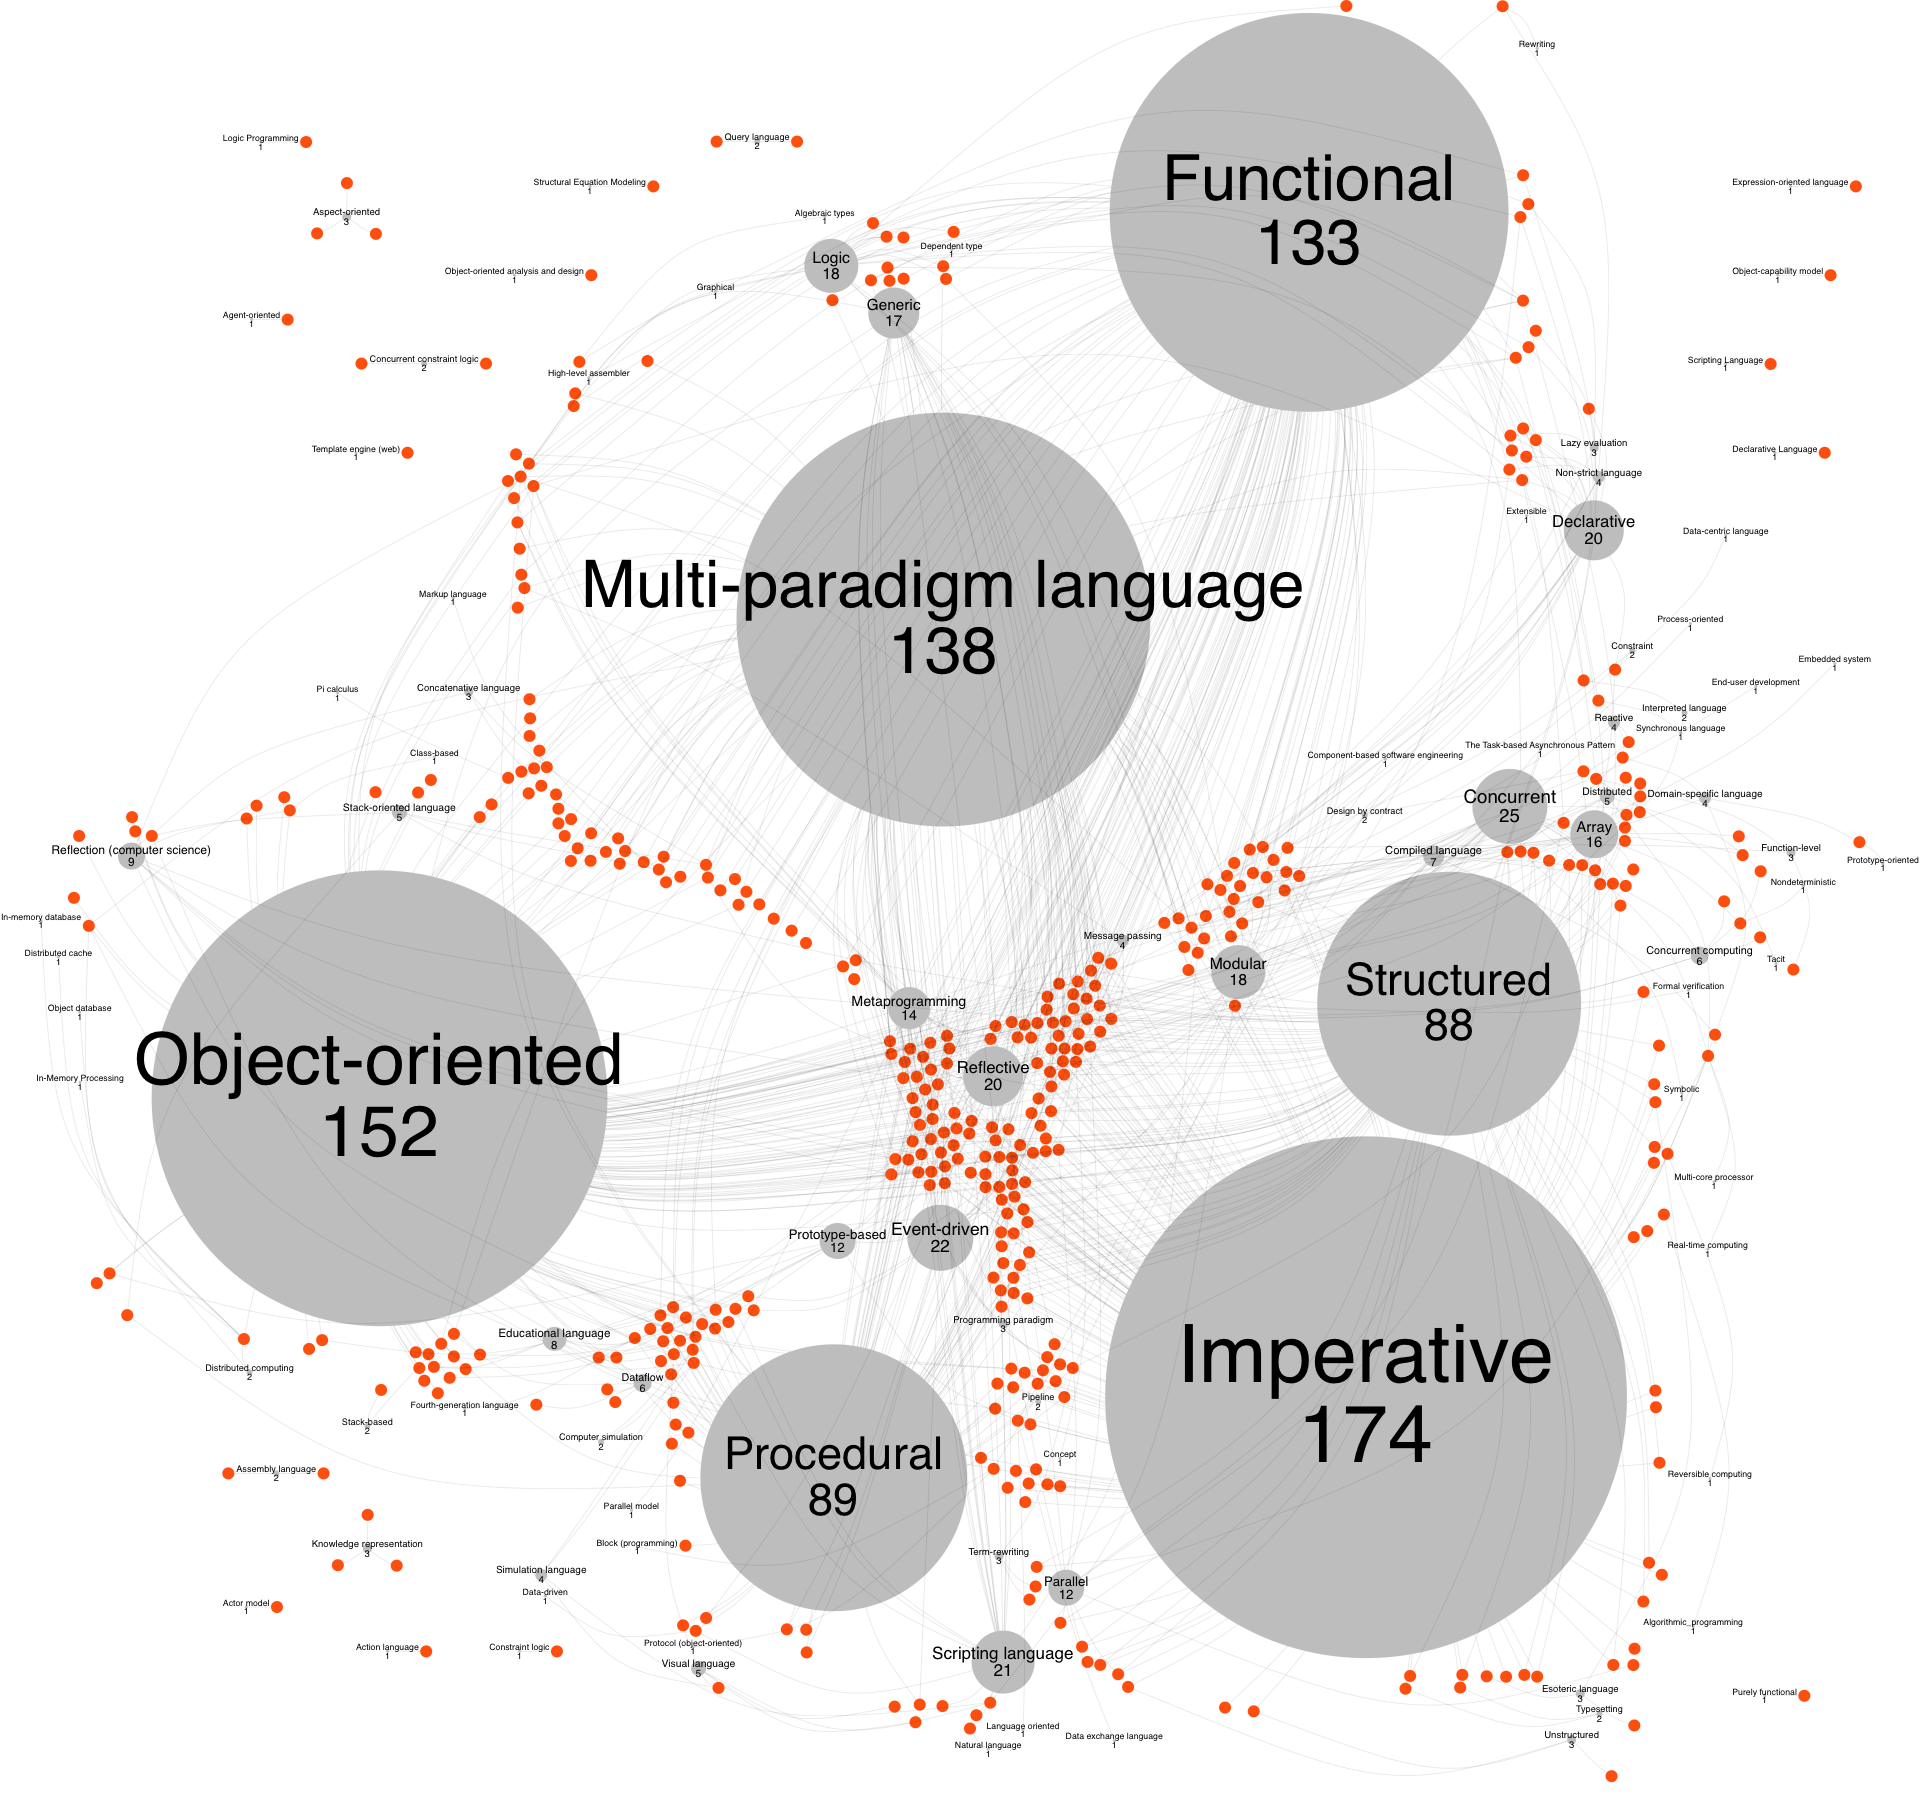 Rewriting
1
Functional
133
Logic Programming
1
Query language
2
Structural Equation Modeling
1
Expression-oriented language
1
Aspect-oriented
3
Algebraic types
1
Dependent type
1
Logic
18
Object-oriented analysis and design
1
Object-capability model
1
Graphical
1
Generic
17
Agent-oriented
1
Concurrent constraint logic
2
High-level assembler
1
Scripting Language
1
Template engine (web)
1
Lazy evaluation
3
Declarative Language
1
Non-strict language
4
Extensible
1
Declarative
20
Data-centric language
1
Multi-paradigm language
138
Markup language
1
Process-oriented
1
Constraint
2
Embedded system
1
Pi calculus
1
Concatenative language
3
End-user development
1
Interpreted language
2
Reactive
4
Synchronous language
1
Class-based
1
Component-based software engineering
1
The Task-based Asynchronous Pattern
1
Stack-oriented language
5
Concurrent
25
Distributed
5
Domain-specific language
4
Design by contract
2
Array
16
Reflection (computer science)
9
Compiled language
7
Function-level
3
Prototype-oriented
1
Nondeterministic
1
In-memory database
1
Message passing
4
Distributed cache
1
Modular
18
Structured
88
Concurrent computing
6
Tacit
1
Formal verification
1
Metaprogramming
14
Object database
1
Object-oriented
152
Reflective
20
In-Memory Processing
1
Symbolic
1
Multi-core processor
1
Prototype-based
12
Event-driven
22
Real-time computing
1
Programming paradigm
3
Educational language
8
Imperative
174
Distributed computing
2
Dataflow
6
Pipeline
2
Fourth-generation language
1
Stack-based
2
Computer simulation
2
Procedural
89
Concept
1
Assembly language
2
Reversible computing
1
Parallel model
1
Knowledge representation
3
Block (programming)
1
Term-rewriting
3
Simulation language
4
Parallel
12
Data-driven
1
Actor model
1
Algorithmic_programming
1
Action language
1
Constraint logic
1
Protocol (object-oriented)
1
Visual language
5
Scripting language
21
Esoteric language
3
Purely functional
1
Typesetting
2
Language oriented
1
Data exchange language
1
Unstructured
3
Natural language
1